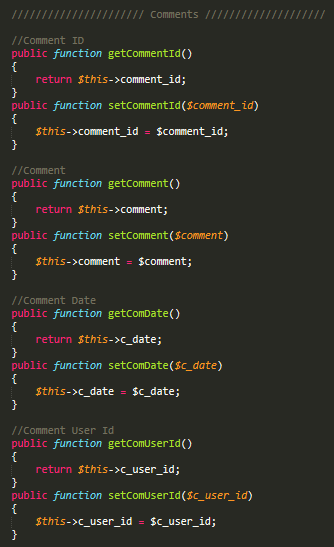 ////////////////////// Comments ////////////////////
//Comment ID
public function getCommentId()
{
return $this->comment_id;
}
public function setCommentId($comment_id)
{
$this->comment_id = $comment_id;
}
//Comment
public function getComment()
{
return $this->comment;
}
public function setComment($comment)
{
$this->comment = $comment;
}
//Comment Date
public function getComDate()
{
return $this->c_date;
}
public function setComDate($c_date)
{
$this->c_date = $c_date;
}
//Comment User Id
public function getComUserId()
{
return $this->c_user_id;
}
public function setComUserId($c_user_id)
{
$this->c_user_id = $c_user_id;
}